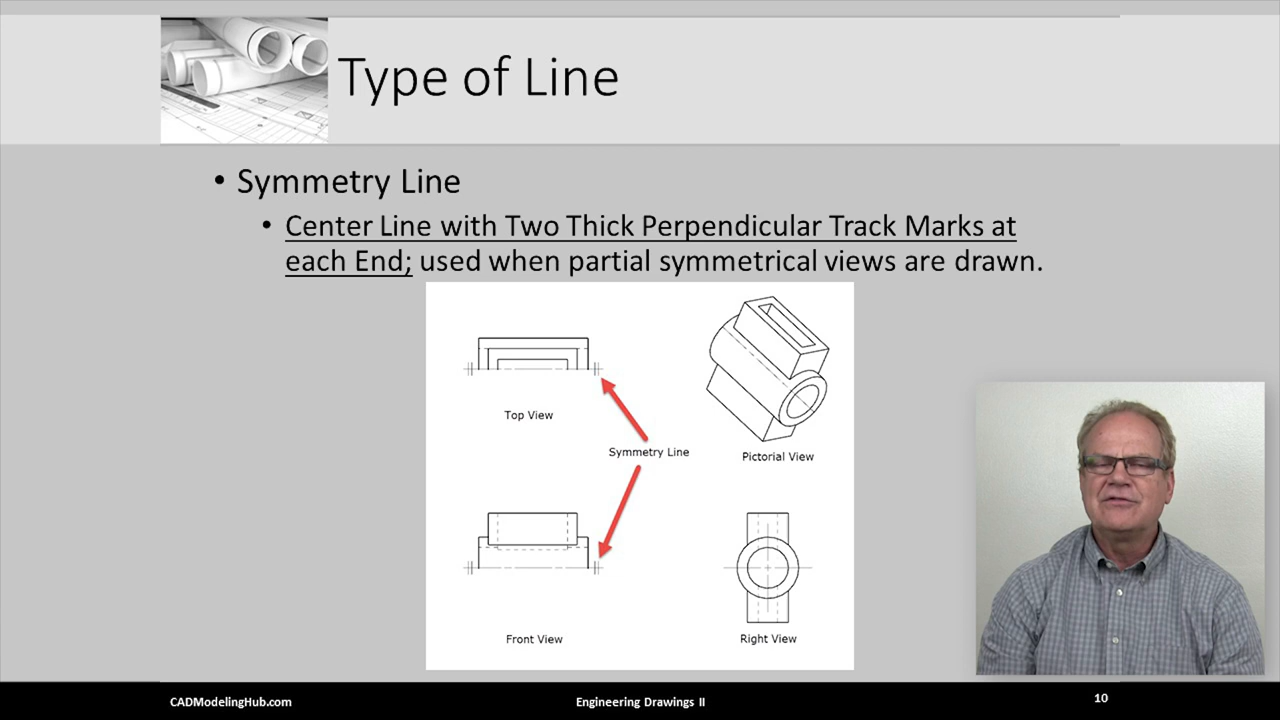 Type of Line
• Symmetry Line
• Center Line with Two Thick Perpendicular Track Marks at
each End; used when partial symmetrical views are drawn.
Top View
Symmetry Line
Pictorial View
Front View
Right View
CADModelingHub.com
Engineering Drawings II
10